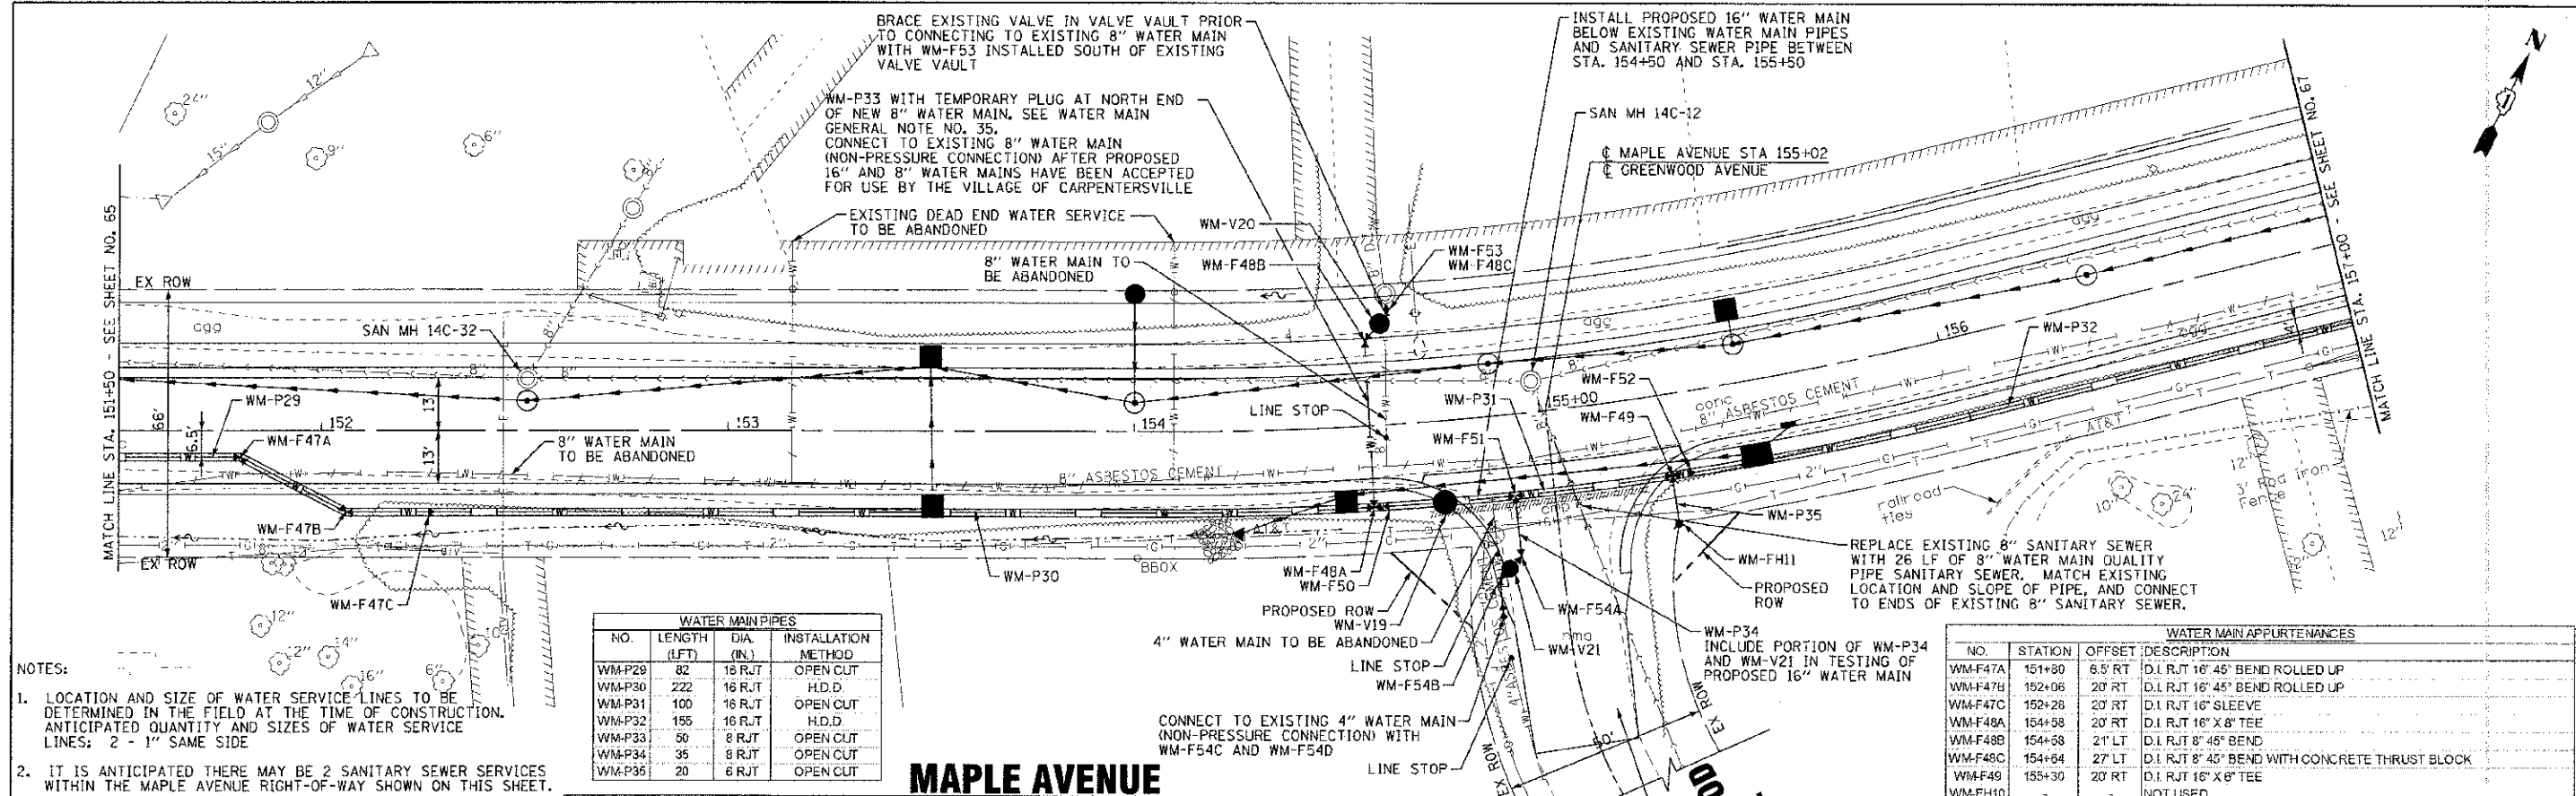 BRACE EXISTING VALVE IN VALVE VAULT PRIOR
TO CONNECTING TO EXISTING 8" WATER MAIN
WITH WM-F53 INSTALLED SOUTH OF EXISTING
VALVE VAULT
INSTALL PROPOSED 16" WATER MAIN
BELOW EXISTING WATER MAIN PIPES
AND SANITARY SEWER PIPE BETWEEN
STA. 154+50 AND STA. 155+50
N
12"
24"
15"
9"
6"
WM-P33 WITH TEMPORARY PLUG AT NORTH END
OF NEW 8" WATER MAIN. SEE WATER MAIN
GENERAL NOTE NO. 35.
CONNECT TO EXISTING 8" WATER MAIN
(NON-PRESSURE CONNECTION) AFTER PROPOSED
16" AND 8" WATER MAINS HAVE BEEN ACCEPTED
FOR USE BY THE VILLAGE OF CARPENTERSVILLE
SAN MH 14C-12
℄ MAPLE AVENUE STA 155+02
℄ GREENWOOD AVENUE
EXISTING DEAD END WATER SERVICE
TO BE ABANDONED
WM-V20
WM-F48B
WM-F53
WM-F48C
8" WATER MAIN TO
BE ABANDONED
MATCH LINE STA. 151+50 - SEE SHEET NO. 65
MATCH LINE STA. 157+00 - SEE SHEET NO. 67
EX ROW
agg
SAN MH 14C-32
8"
66'
6.5'
WM-P29
152
13'
13'
153
154
LINE STOP
155+00
156
WM-P32
WM-F52
WM-P31
WM-F49
conc
8" ASBESTOS CEMENT
WM-F47A
8" WATER MAIN
TO BE ABANDONED
8" ASBESTOS CEMENT
WM-F51
AT&T
WM-F47B
EX ROW
WM-F47C
WM-P30
BBOX
AT&T
WM-F48A
WM-F50
PROPOSED ROW
WM-V19
4" WATER MAIN TO BE ABANDONED
LINE STOP
WM-F54B
WM-F54A
WM-V21
WM-P35
WM-FH11
PROPOSED
ROW
railroad
ties
10"
24"
12"
3' Rod iron
Fence
12"
REPLACE EXISTING 8" SANITARY SEWER
WITH 26 LF OF 8" WATER MAIN QUALITY
PIPE SANITARY SEWER. MATCH EXISTING
LOCATION AND SLOPE OF PIPE, AND CONNECT
TO ENDS OF EXISTING 8" SANITARY SEWER.
WM-P34
INCLUDE PORTION OF WM-P34
AND WM-V21 IN TESTING OF
PROPOSED 16" WATER MAIN
CONNECT TO EXISTING 4" WATER MAIN
(NON-PRESSURE CONNECTION) WITH
WM-F54C AND WM-F54D
LINE STOP
EX ROW
EX ROW
NOTES:
1. LOCATION AND SIZE OF WATER SERVICE LINES TO BE
DETERMINED IN THE FIELD AT THE TIME OF CONSTRUCTION.
ANTICIPATED QUANTITY AND SIZES OF WATER SERVICE
LINES: 2 - 1" SAME SIDE
2. IT IS ANTICIPATED THERE MAY BE 2 SANITARY SEWER SERVICES
WITHIN THE MAPLE AVENUE RIGHT-OF-WAY SHOWN ON THIS SHEET.
WATER MAIN PIPES
NO. LENGTH (LFT) DIA. (IN.) INSTALLATION METHOD
WM-P29 82 16 RJT OPEN CUT
WM-P30 222 16 RJT H.D.D.
WM-P31 100 16 RJT OPEN CUT
WM-P32 155 16 RJT H.D.D.
WM-P33 50 8 RJT OPEN CUT
WM-P34 35 8 RJT OPEN CUT
WM-P35 20 6 RJT OPEN CUT
MAPLE AVENUE
WATER MAIN APPURTENANCES
NO. STATION OFFSET DESCRIPTION
WM-F47A 151+80 6.5' RT D.I. RJT 16" 45° BEND ROLLED UP
WM-F47B 152+06 20' RT D.I. RJT 16" 45° BEND ROLLED UP
WM-F47C 152+28 20' RT D.I. RJT 16" SLEEVE
WM-F48A 154+58 20' RT D.I. RJT 16" X 8" TEE
WM-F48B 154+58 21' LT D.I. RJT 8" 45° BEND
WM-F48C 154+64 27' LT D.I. RJT 8" 45° BEND WITH CONCRETE THRUST BLOCK
WM-F49 155+30 20' RT D.I. RJT 16" X 6" TEE
WM-FH10 - - NOT USED